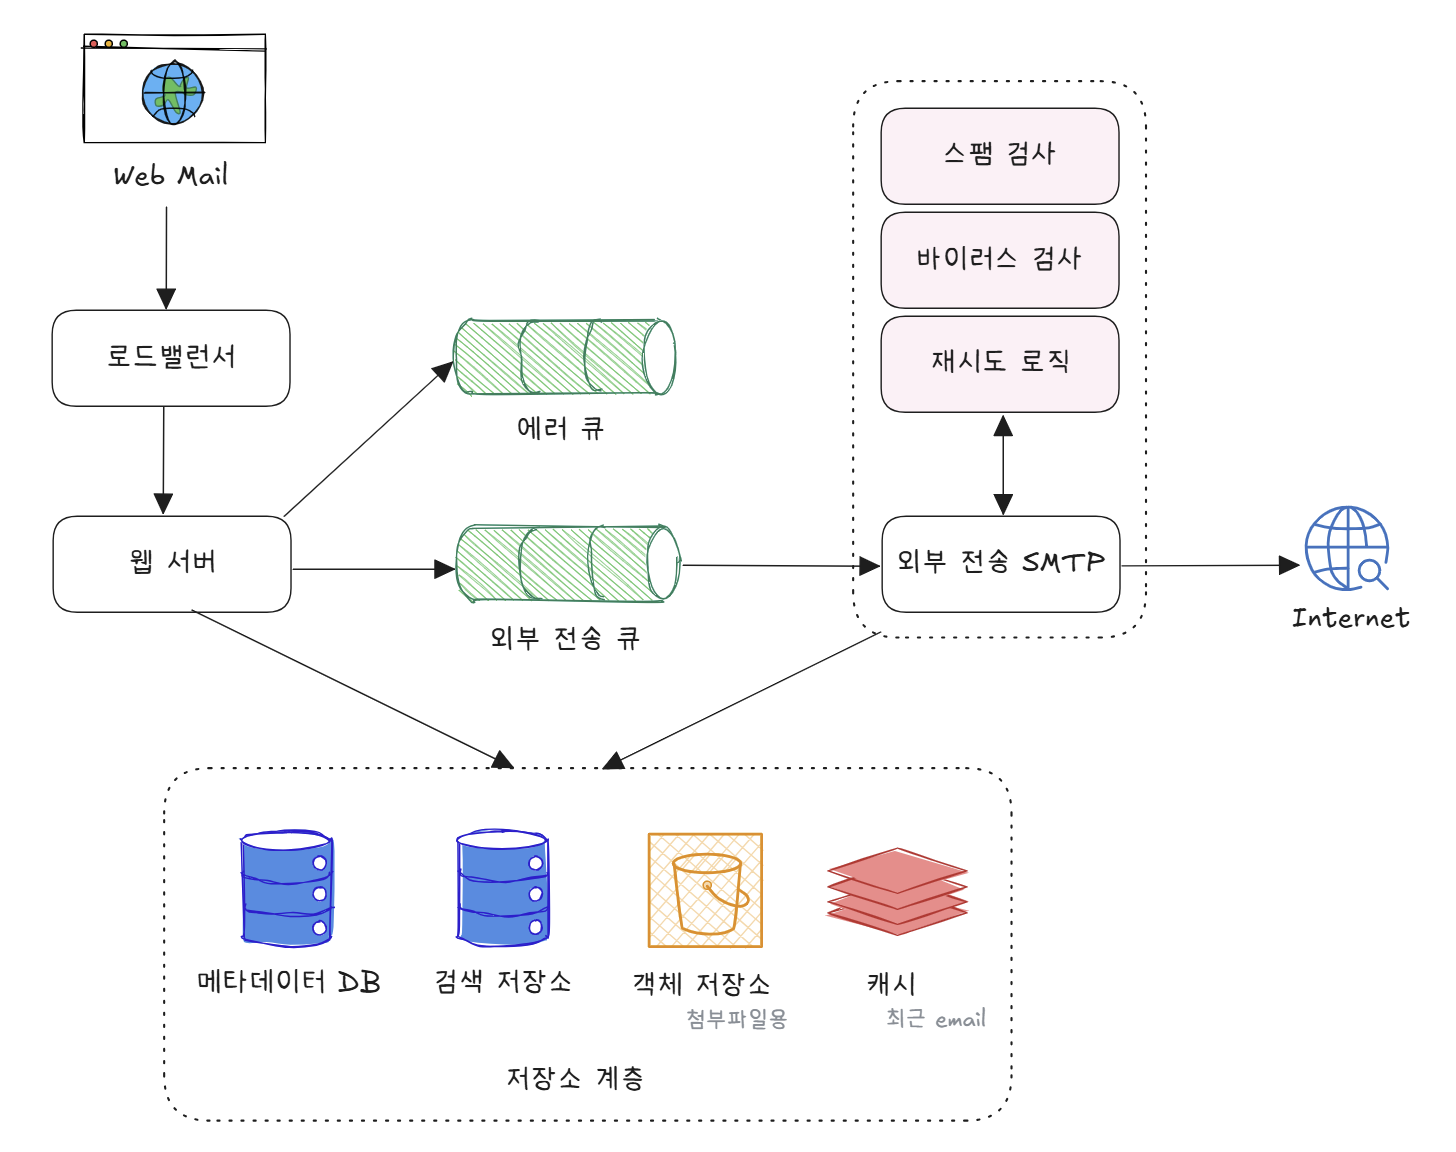 Web Mail
로드밸런서
웹 서버
에러 큐
외부 전송 큐
스팸 검사
바이러스 검사
재시도 로직
외부 전송 SMTP
Internet
메타데이터 DB
검색 저장소
객체 저장소
첨부파일용
캐시
최근 email
저장소 계층